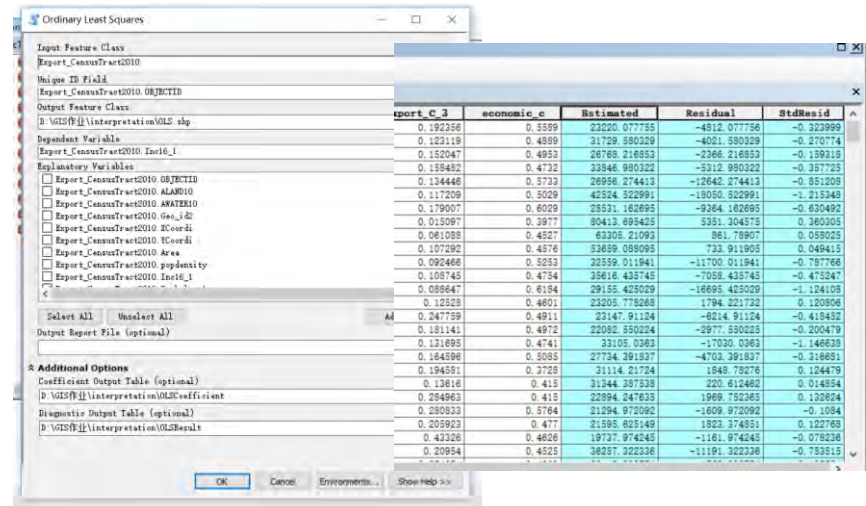 Ordinary Least Squares
Input Feature Class
Export_CensusTract2010
Unique ID Field
Export_CensusTract2010.OBJECTID
Output Feature Class
D:\GIS作业\interpretation\OLS.shp
Dependent Variable
Export_CensusTract2010.Inc16_1
Explanatory Variables
Export_CensusTract2010.OBJECTID
Export_CensusTract2010.ALAND10
Export_CensusTract2010.AWATER10
Export_CensusTract2010.Geo_id2
Export_CensusTract2010.XCoordi
Export_CensusTract2010.YCoordi
Export_CensusTract2010.Area
Export_CensusTract2010.popdensity
Export_CensusTract2010.Inc16_1
Select All Unselect All
Output Report File (optional)
Additional Options
Coefficient Output Table (optional)
D:\GIS作业\interpretation\OLSCoefficient
Diagnostic Output Table (optional)
D:\GIS作业\interpretation\OLSResult
OK Cancel Environments... Show Help >>
xport_C_3 economic_c Estimated Residual StdResid
0.192356 0.5589 23220.077755 -4812.077756 -0.323999
0.123119 0.4889 31729.580329 -4021.580329 -0.270774
0.152047 0.4953 26768.216853 -2366.216853 -0.159316
0.158482 0.4732 33846.980322 -5312.980322 -0.357725
0.134446 0.5733 26956.274413 -12642.274413 -0.851208
0.117209 0.5029 42524.522991 -18050.522991 -1.215348
0.179007 0.6029 28531.162695 -9364.162695 -0.630492
0.015097 0.3977 80413.695425 5351.304575 0.360305
0.061088 0.4527 63305.21093 861.78907 0.058025
0.107292 0.4576 53659.088095 733.911905 0.049415
0.092466 0.5253 32559.011941 -11700.011941 -0.787766
0.108745 0.4754 35616.435745 -7058.435745 -0.475247
0.088647 0.6184 29155.425029 -16695.425029 -1.124108
0.12528 0.4601 23205.778268 1794.221732 0.120806
0.247759 0.4911 23147.91124 -6214.91124 -0.418452
0.181141 0.4972 22082.550224 -2977.550225 -0.200479
0.131695 0.4741 33105.0363 -17030.0363 -1.146638
0.164596 0.5085 27734.391837 -4703.391837 -0.316681
0.194581 0.3728 31114.21724 1848.78276 0.124479
0.13616 0.415 31344.387538 220.612462 0.014854
0.284963 0.415 22894.247635 1969.752365 0.132624
0.280833 0.5764 21294.972092 -1609.972092 -0.1084
0.205923 0.477 21595.625149 1823.374851 0.122768
0.43326 0.4626 19737.974245 -1161.974245 -0.078236
0.20954 0.4525 36257.322336 -11191.322336 -0.753515